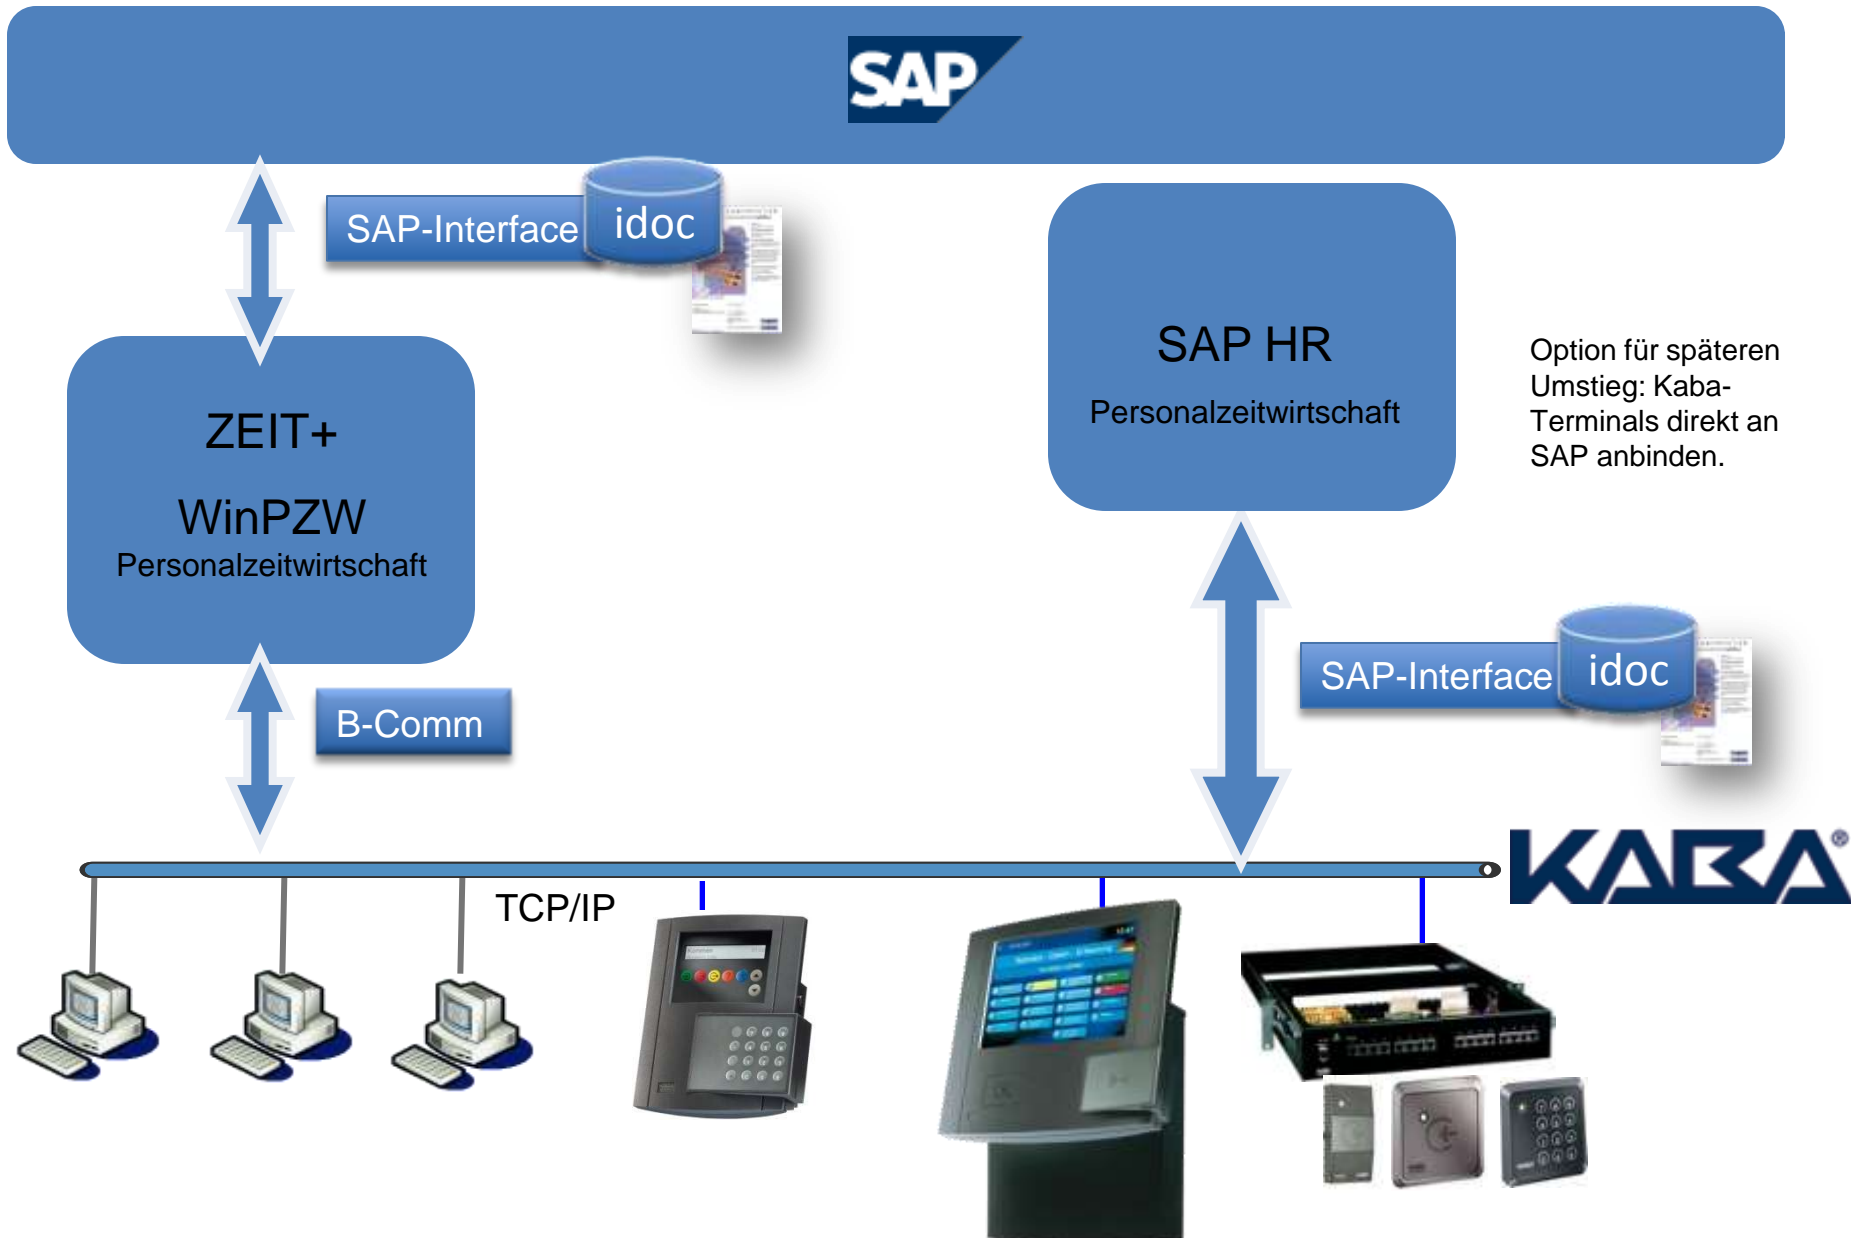 SAP
SAP-Interface
idoc
SAP HR
Personalzeitwirtschaft
Option für späteren
Umstieg: Kaba-
Terminals direkt an
SAP anbinden.
ZEIT+
WinPZW
Personalzeitwirtschaft
SAP-Interface
idoc
B-Comm
KABA®
TCP/IP